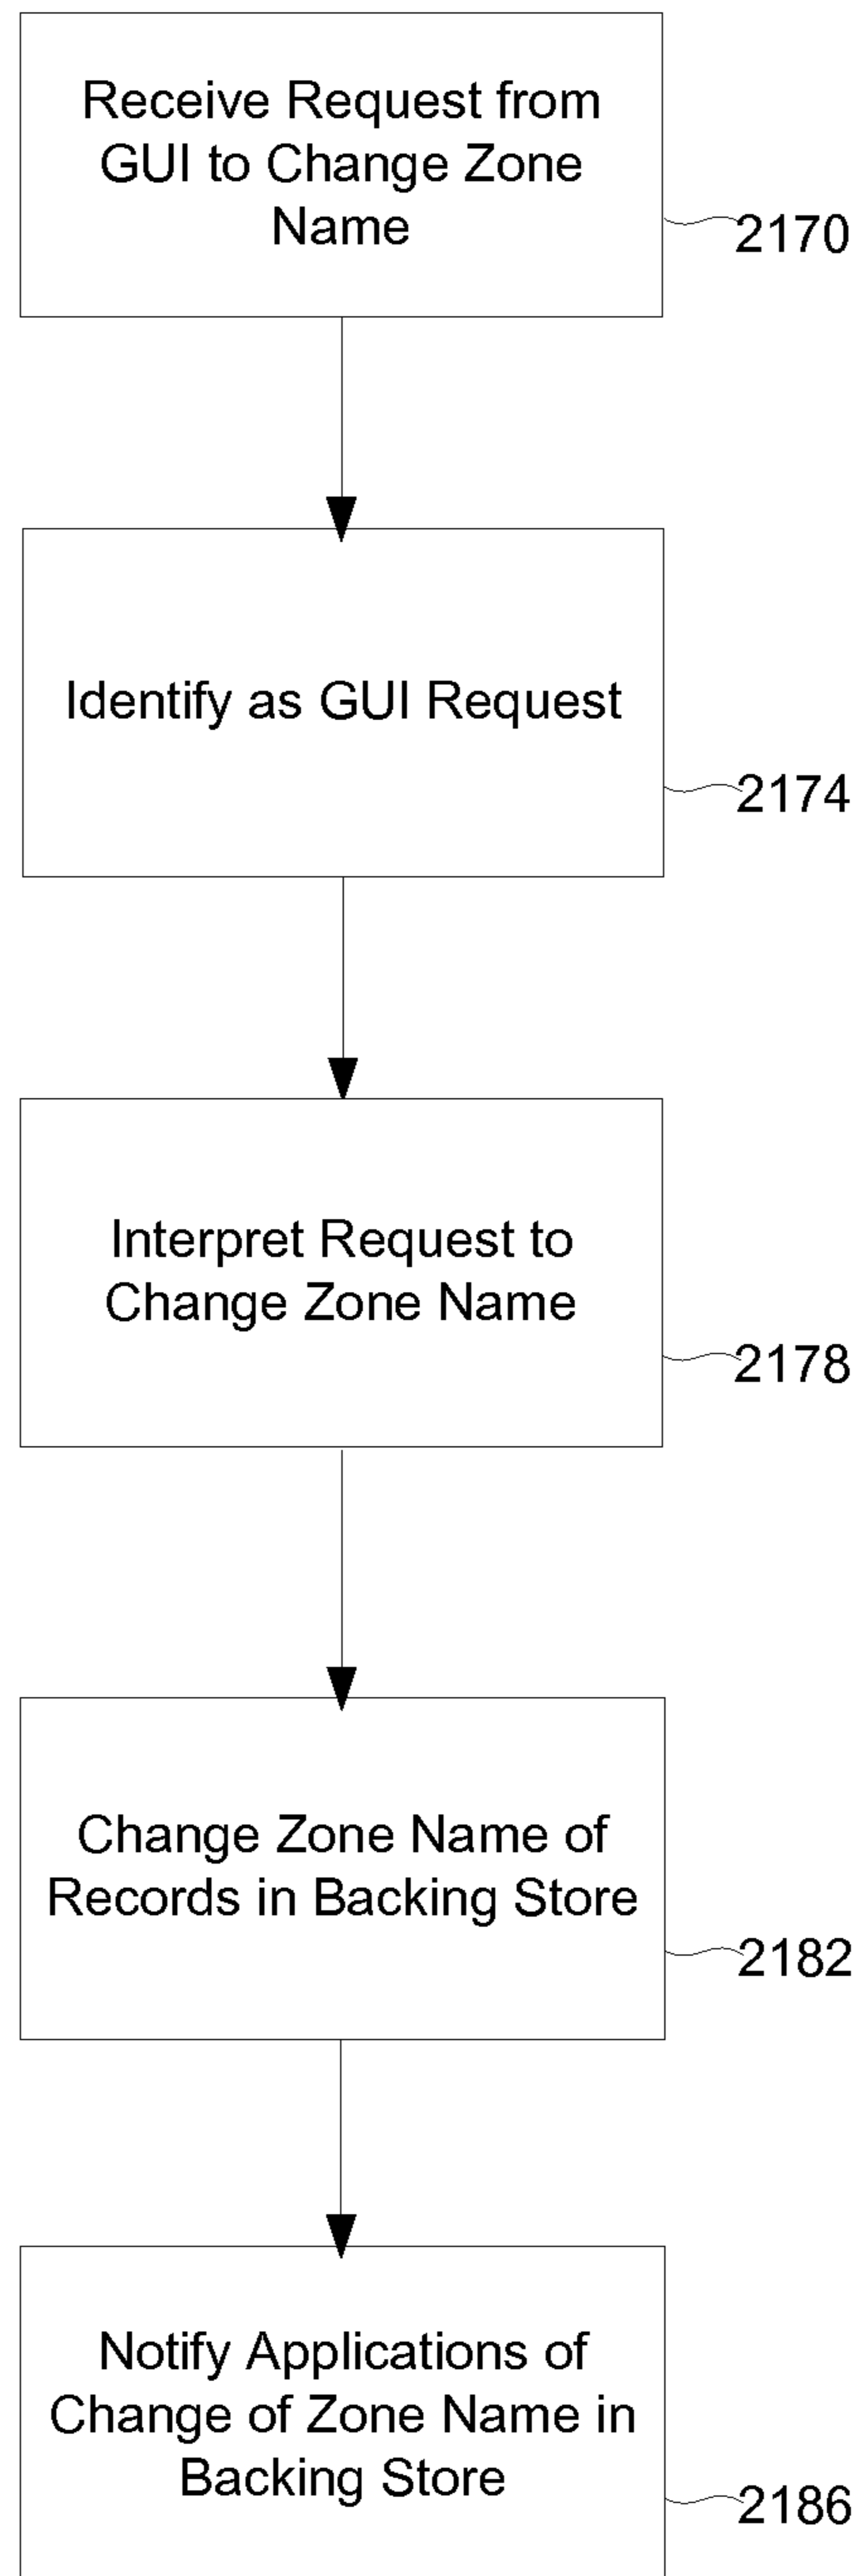 Receive Request from
GUI to Change Zone
Name
2170
Identify as GUI Request
2174
Interpret Request to
Change Zone Name
2178
Change Zone Name of
Records in Backing Store
2182
Notify Applications of
Change of Zone Name in
Backing Store
2186